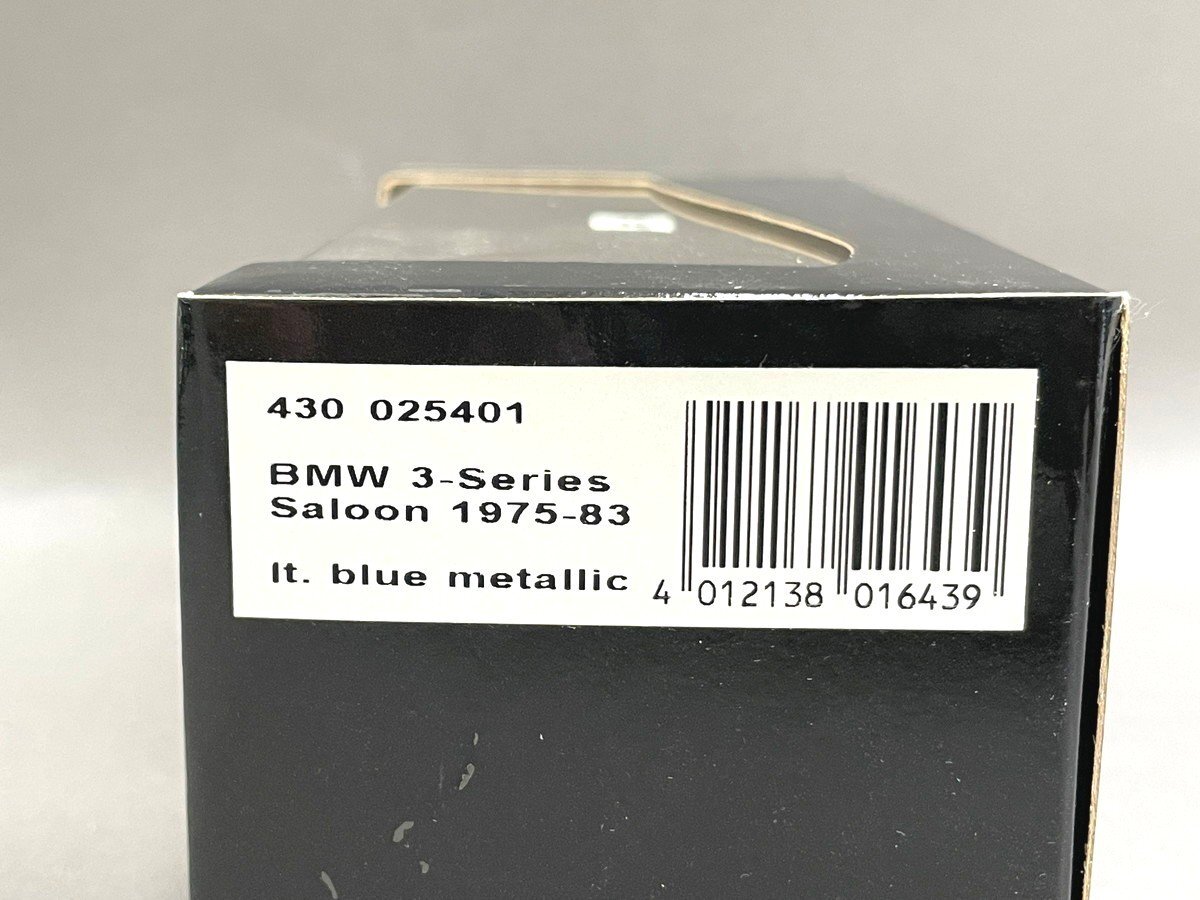 430 025401
BMW 3-Series
Saloon 1975-83
lt. blue metallic
4 012138 016439